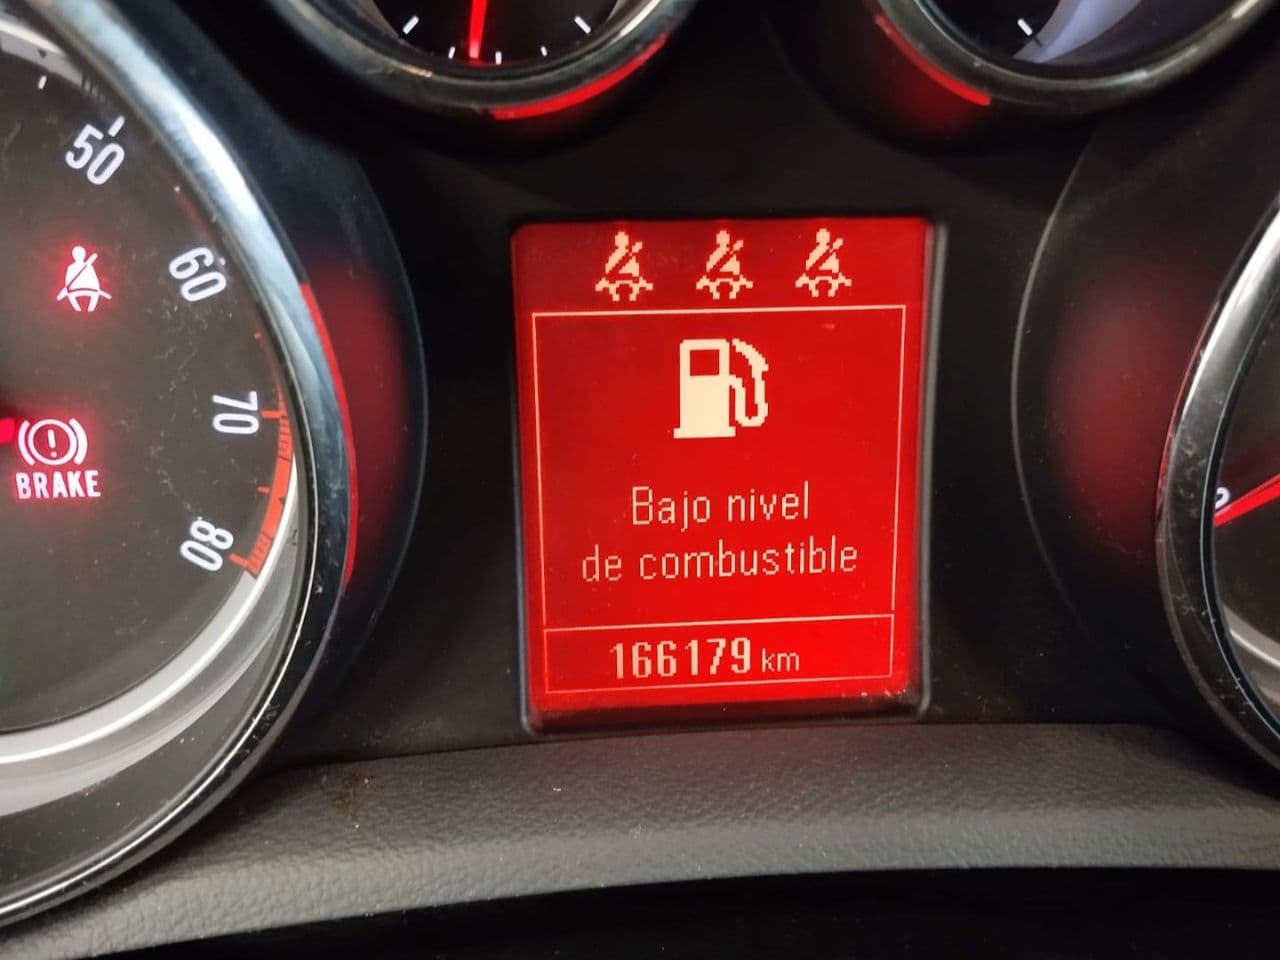 50
60
70
80
BRAKE
Bajo nivel
de combustible
166179 km